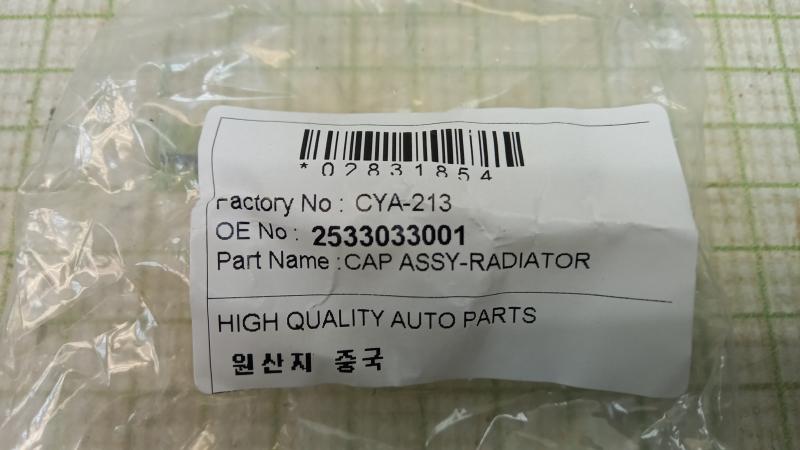 *02831854
Factory No : CYA-213
OE No : 2533033001
Part Name :CAP ASSY-RADIATOR
HIGH QUALITY AUTO PARTS
원산지 중국